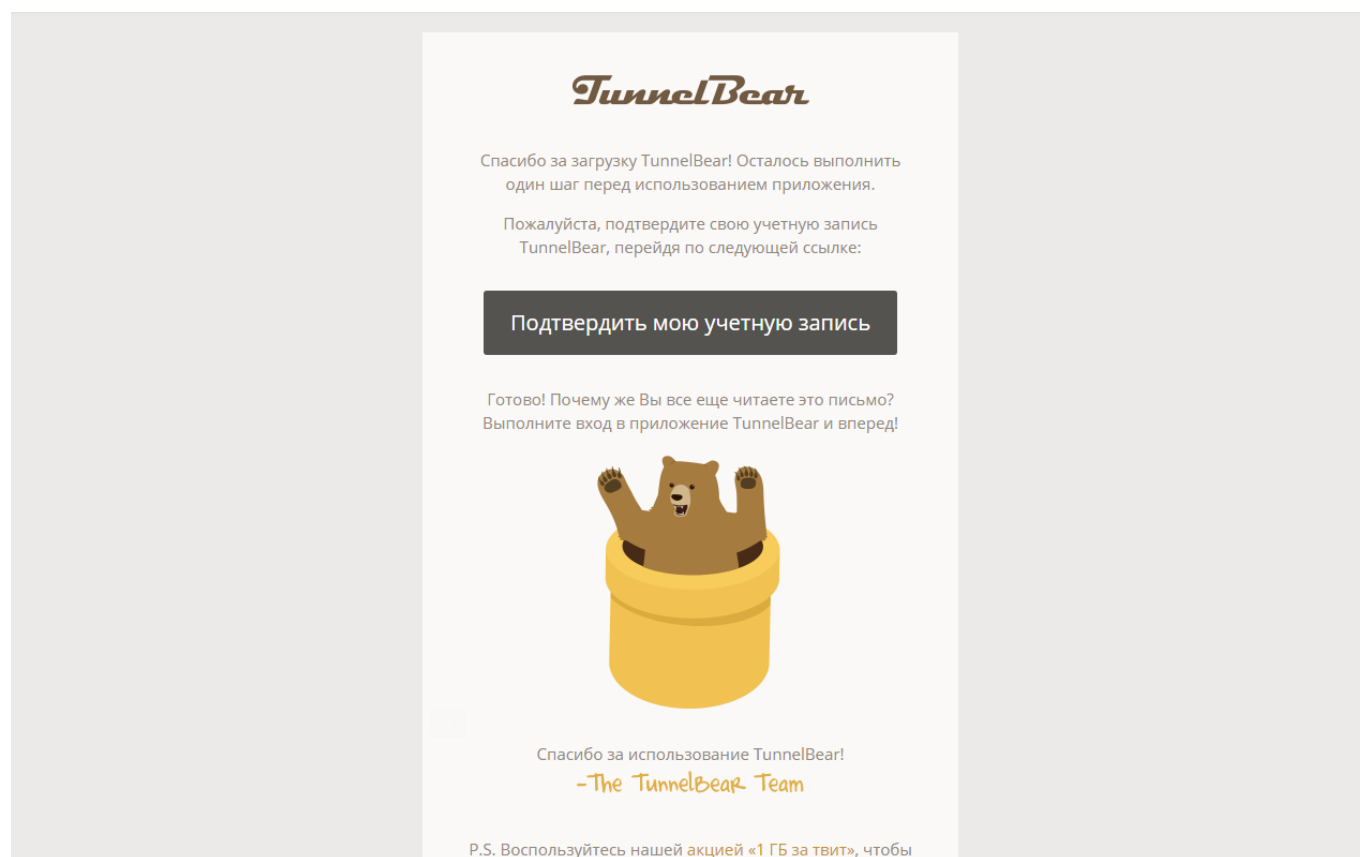 TunnelBear
Спасибо за загрузку TunnelBear! Осталось выполнить
один шаг перед использованием приложения.
Пожалуйста, подтвердите свою учетную запись
TunnelBear, перейдя по следующей ссылке:
Подтвердить мою учетную запись
Готово! Почему же Вы все еще читаете это письмо?
Выполните вход в приложение TunnelBear и вперед!
Спасибо за использование TunnelBear!
-The TunnelBear Team
P.S. Воспользуйтесь нашей акцией «1 ГБ за твит», чтобы